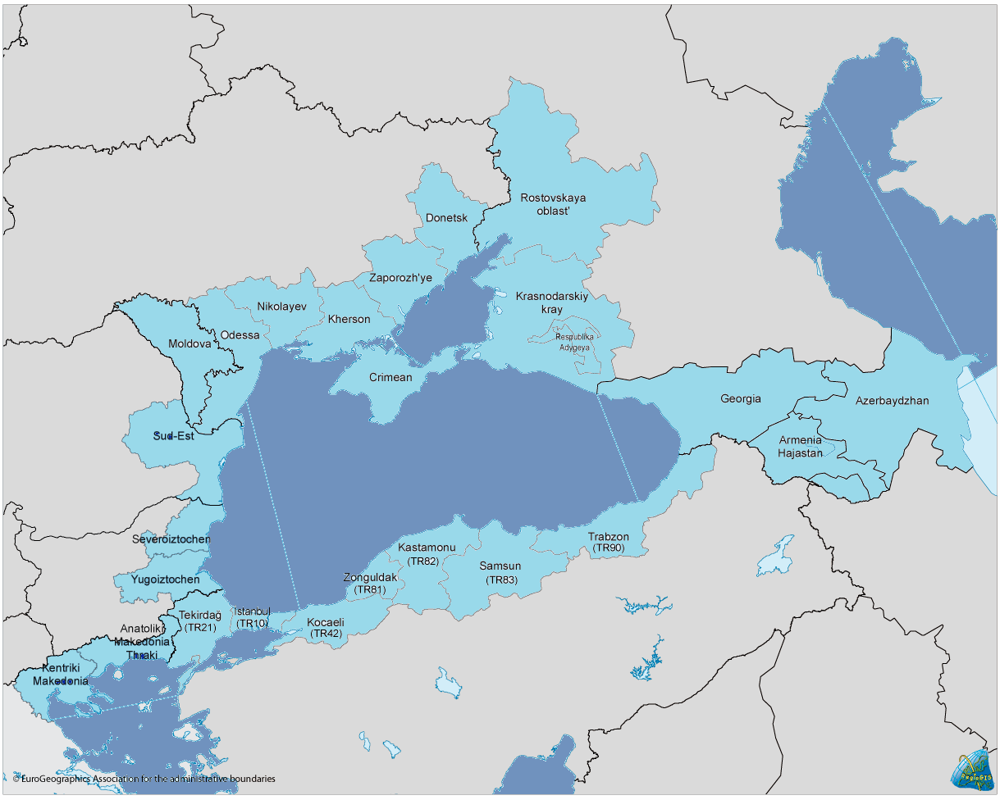 Rostovskaya
oblast'
Donetsk
Zaporozh'ye
Nikolayev
Krasnodarskiy
kray
Kherson
Odessa
Respublika
Adygeya
Moldova
Crimean
Georgia
Azerbaydzhan
Sud-Est
Armenia
Hajastan
Severoiztochen
Trabzon
(TR90)
Kastamonu
(TR82)
Samsun
(TR83)
Yugoiztochen
Zonguldak
(TR81)
Tekirdağ
(TR21)
Istanbul
(TR10)
Kocaeli
(TR42)
Anatoliki
Makedonia
Thraki
Kentriki
Makedonia
© EuroGeographics Association for the administrative boundaries
RegioGIS